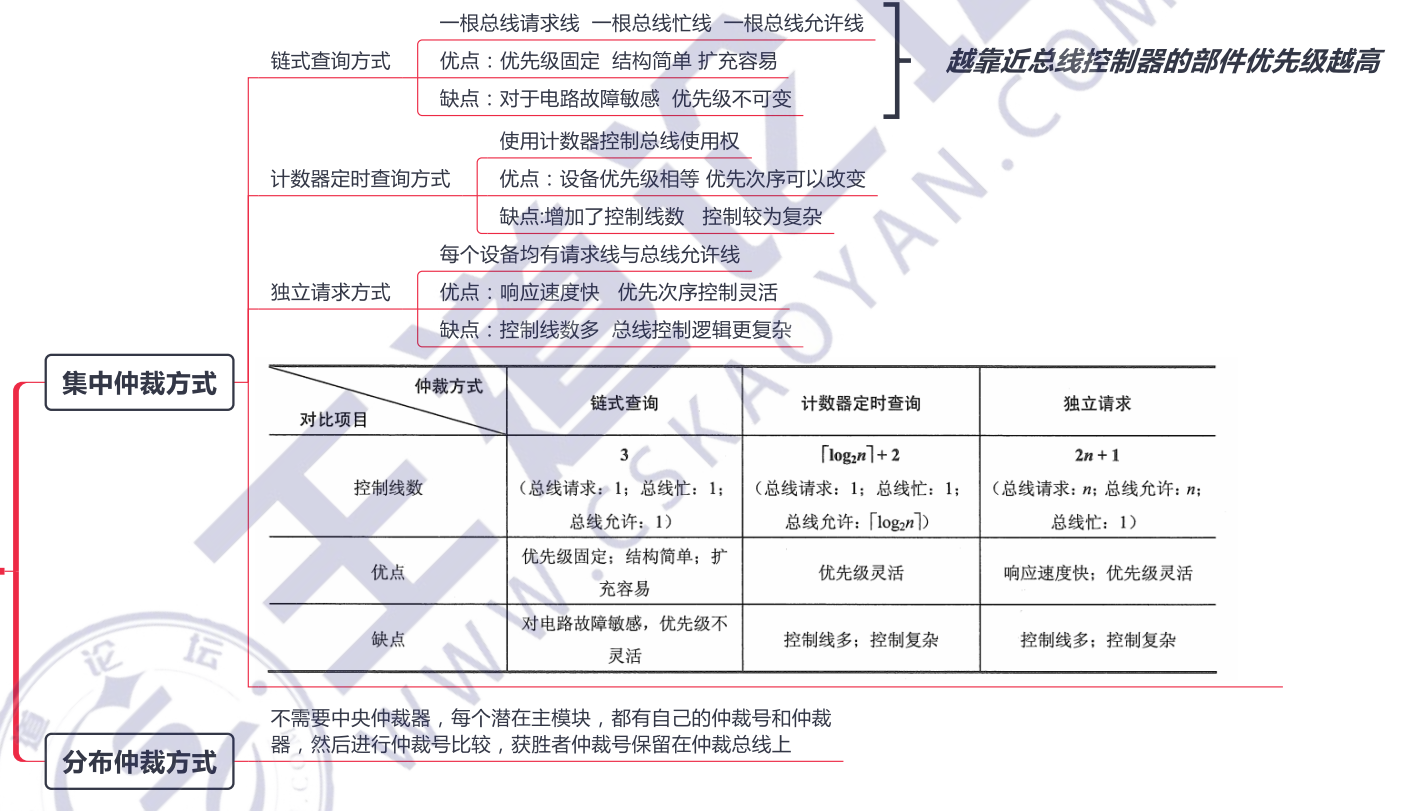 一根总线请求线 一根总线忙线 一根总线允许线
链式查询方式
优点：优先级固定 结构简单 扩充容易
缺点：对于电路故障敏感 优先级不可变
越靠近总线控制器的部件优先级越高
使用计数器控制总线使用权
计数器定时查询方式
优点：设备优先级相等 优先次序可以改变
缺点:增加了控制线数 控制较为复杂
每个设备均有请求线与总线允许线
独立请求方式
优点：响应速度快 优先次序控制灵活
缺点：控制线数多 总线控制逻辑更复杂
集中仲裁方式
仲裁方式
对比项目
链式查询
计数器定时查询
独立请求
控制线数
3
（总线请求：1；总线忙：1；
总线允许：1）
⌈log₂n⌉+2
（总线请求：1；总线忙：1；
总线允许：⌈log₂n⌉）
2n+1
（总线请求：n；总线允许：n；
总线忙：1）
优点
优先级固定；结构简单；扩
充容易
优先级灵活
响应速度快；优先级灵活
缺点
对电路故障敏感，优先级不
灵活
控制线多；控制复杂
控制线多；控制复杂
分布仲裁方式
不需要中央仲裁器，每个潜在主模块，都有自己的仲裁号和仲裁
器，然后进行仲裁号比较，获胜者仲裁号保留在仲裁总线上
王道论
WWW.CSKAOYAN.COM
道论坛